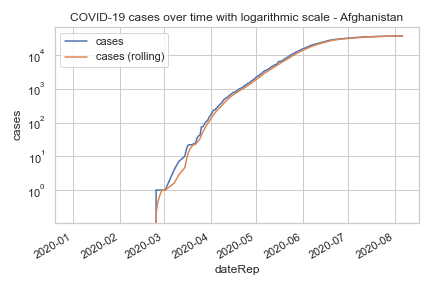 COVID-19 cases over time with logarithmic scale - Afghanistan
cases
cases (rolling)
cases
10⁴
10³
10²
10¹
10⁰
2020-01
2020-02
2020-03
2020-04
2020-05
2020-06
2020-07
2020-08
dateRep